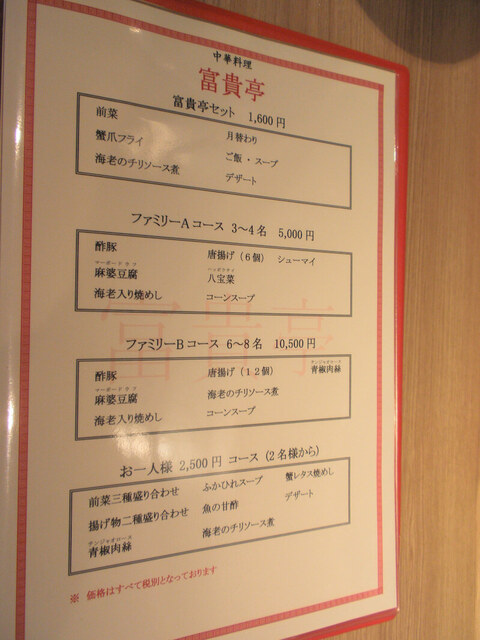 中華料理
富貴亭
富貴亭セット 1,600円
前菜 月替わり
蟹爪フライ ご飯・スープ
海老のチリソース煮 デザート
ファミリーAコース 3～4名 5,000円
酢豚 唐揚げ(6個) シューマイ
マーボードウフ ハッポウサイ
麻婆豆腐 八宝菜
海老入り焼めし コーンスープ
富貴亭
ファミリーBコース 6～8名 10,500円
チンジャオロース
酢豚 唐揚げ(12個) 青椒肉絲
マーボードウフ
麻婆豆腐 海老のチリソース煮
海老入り焼めし コーンスープ
お一人様 2,500円 コース (2名様から)
前菜三種盛り合わせ ふかひれスープ 蟹レタス焼めし
揚げ物二種盛り合わせ 魚の甘酢 デザート
チンジャオロース
青椒肉絲 海老のチリソース煮
※ 価格はすべて税別となっております